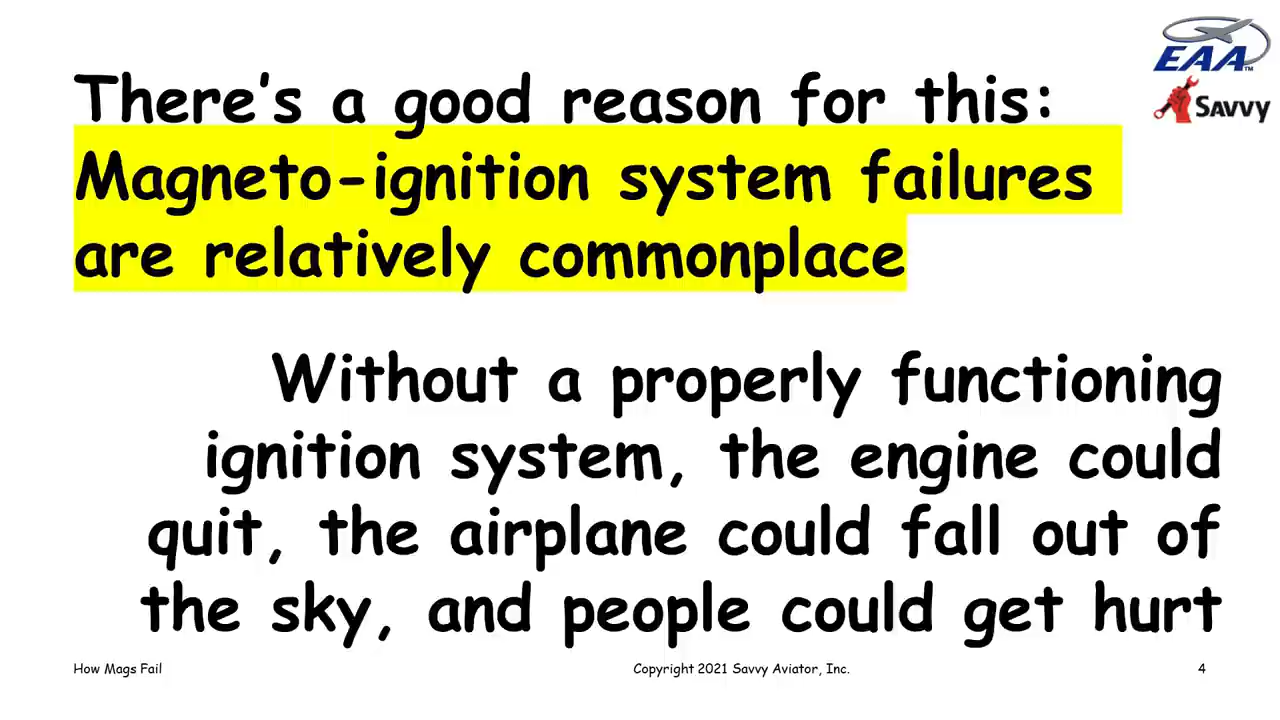 EAA™
Savvy
There's a good reason for this:
Magneto-ignition system failures
are relatively commonplace
Without a properly functioning
ignition system, the engine could
quit, the airplane could fall out of
the sky, and people could get hurt
How Mags Fail
Copyright 2021 Savvy Aviator, Inc.
4